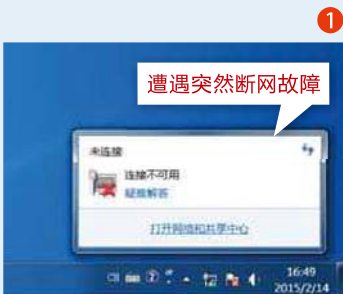 1
遭遇突然断网故障
未连接
连接不可用
疑难解答
打开网络和共享中心
16:49
2015/2/14